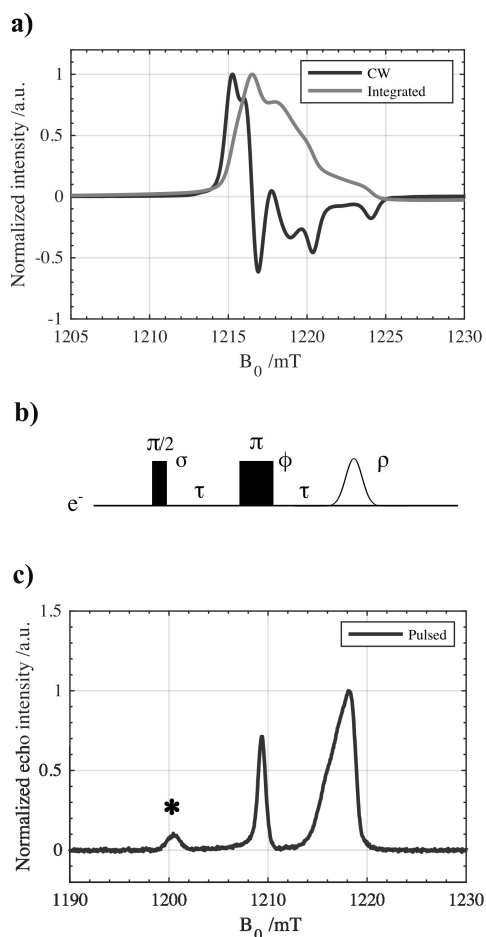 a)
CW
Integrated
Normalized intensity /a.u.
1
0.5
0
-0.5
-1
1205
1210
1215
1220
1225
1230
B0 /mT
b)
π/2
π
σ
ϕ
ρ
τ
τ
e-
c)
Pulsed
Normalized echo intensity /a.u.
1.5
1
0.5
0
*
1190
1200
1210
1220
1230
B0 /mT